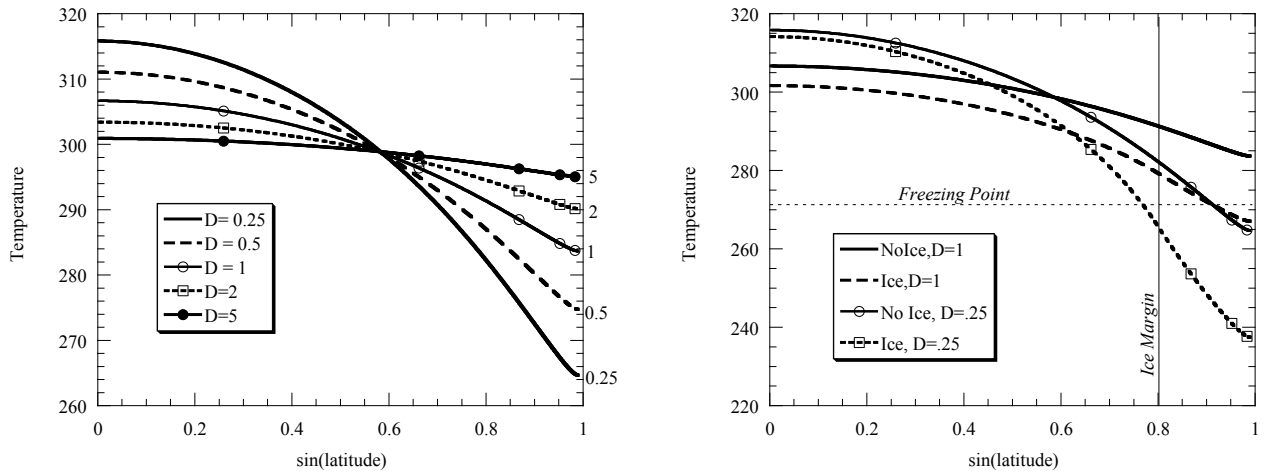 320
310
300
290
280
270
260
Temperature
0
0.2
0.4
0.6
0.8
1
sin(latitude)
D= 0.25
D = 0.5
D = 1
D=2
D=5
5
2
1
0.5
0.25
320
300
280
260
240
220
Temperature
0
0.2
0.4
0.6
0.8
1
sin(latitude)
Freezing Point
Ice Margin
NoIce,D=1
Ice,D=1
No Ice, D=.25
Ice, D=.25